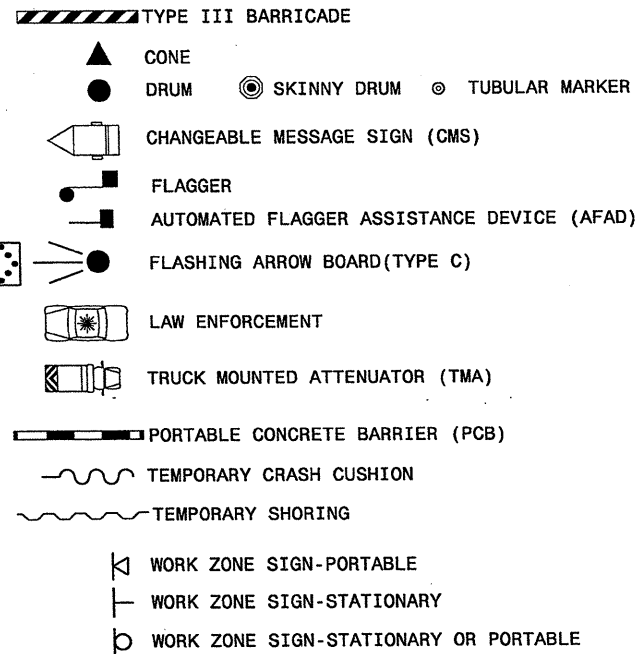 TYPE III BARRICADE
CONE
DRUM SKINNY DRUM TUBULAR MARKER
CHANGEABLE MESSAGE SIGN (CMS)
FLAGGER
AUTOMATED FLAGGER ASSISTANCE DEVICE (AFAD)
FLASHING ARROW BOARD(TYPE C)
LAW ENFORCEMENT
TRUCK MOUNTED ATTENUATOR (TMA)
PORTABLE CONCRETE BARRIER (PCB)
TEMPORARY CRASH CUSHION
TEMPORARY SHORING
WORK ZONE SIGN-PORTABLE
WORK ZONE SIGN-STATIONARY
WORK ZONE SIGN-STATIONARY OR PORTABLE